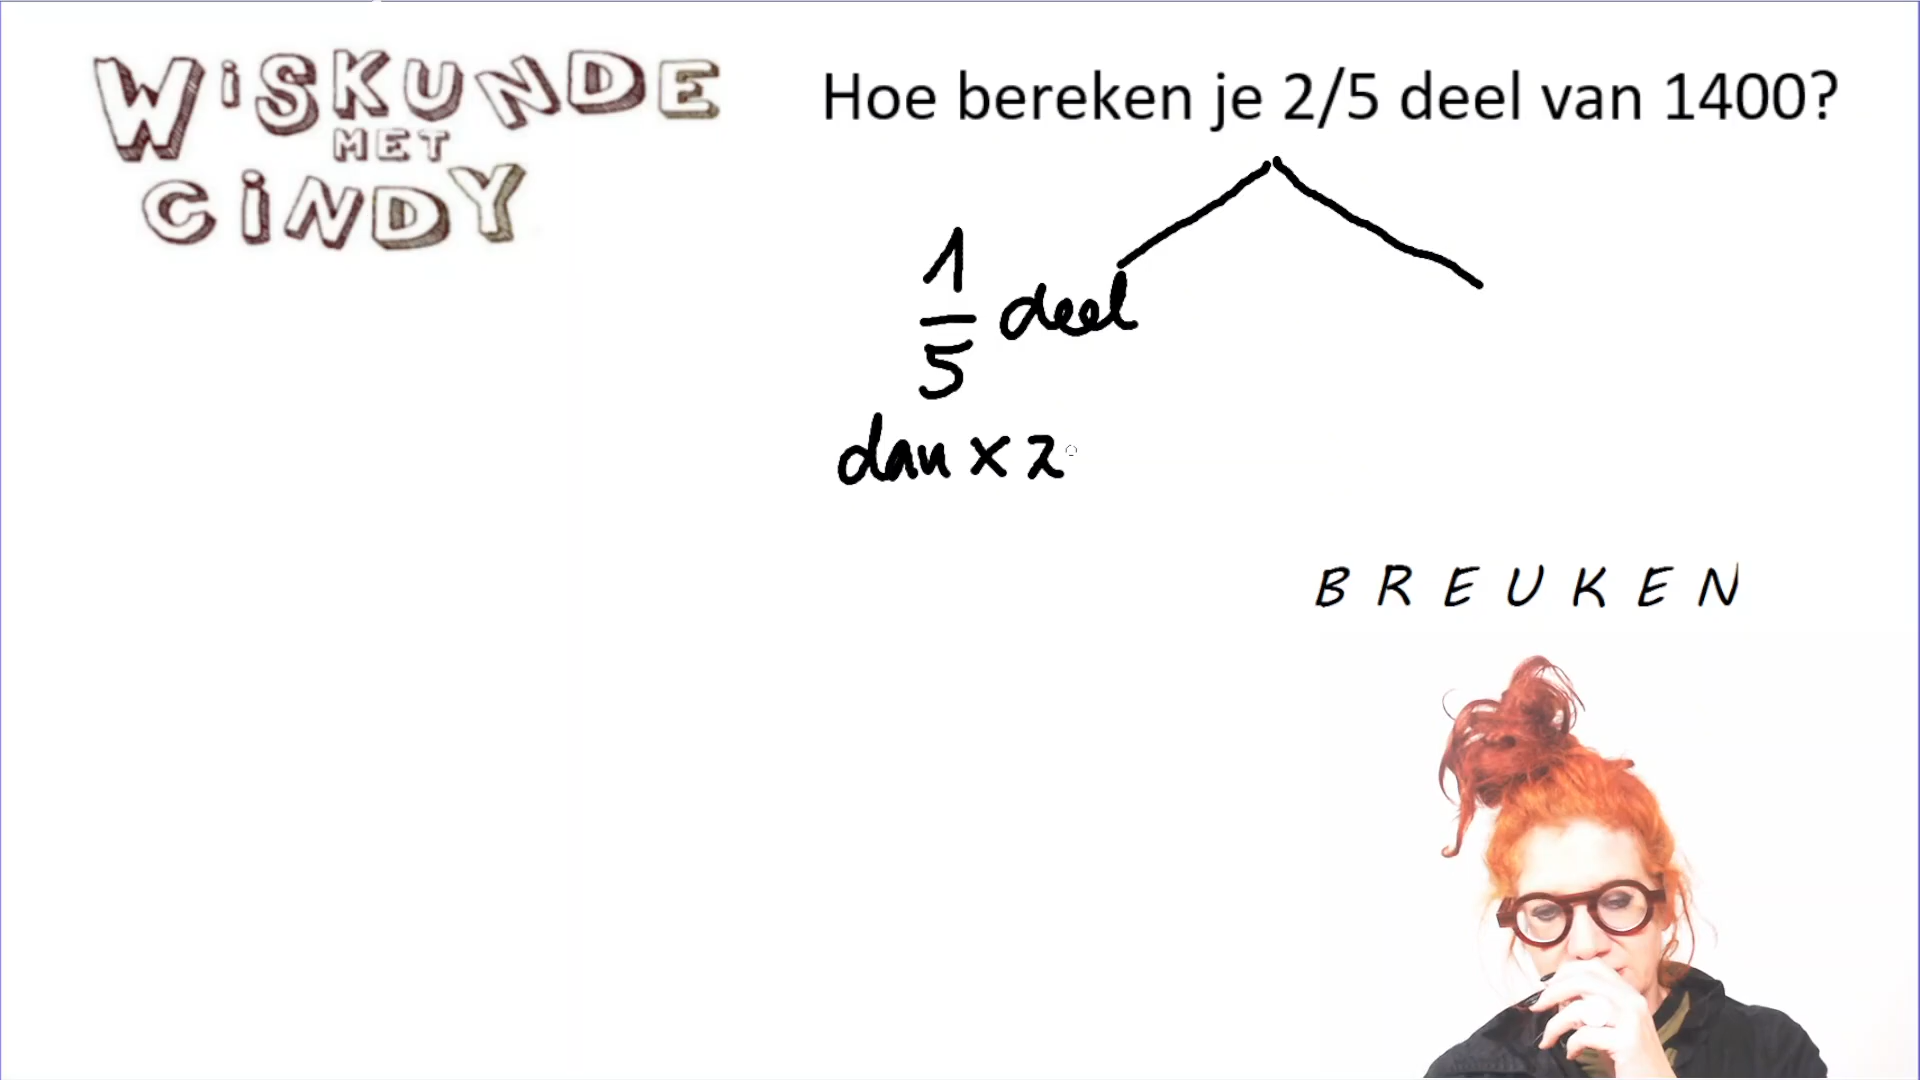 WiSKUNDE
MET
CiNDY
Hoe bereken je 2/5 deel van 1400?
1
5
deel
dan x 2
BREUKEN